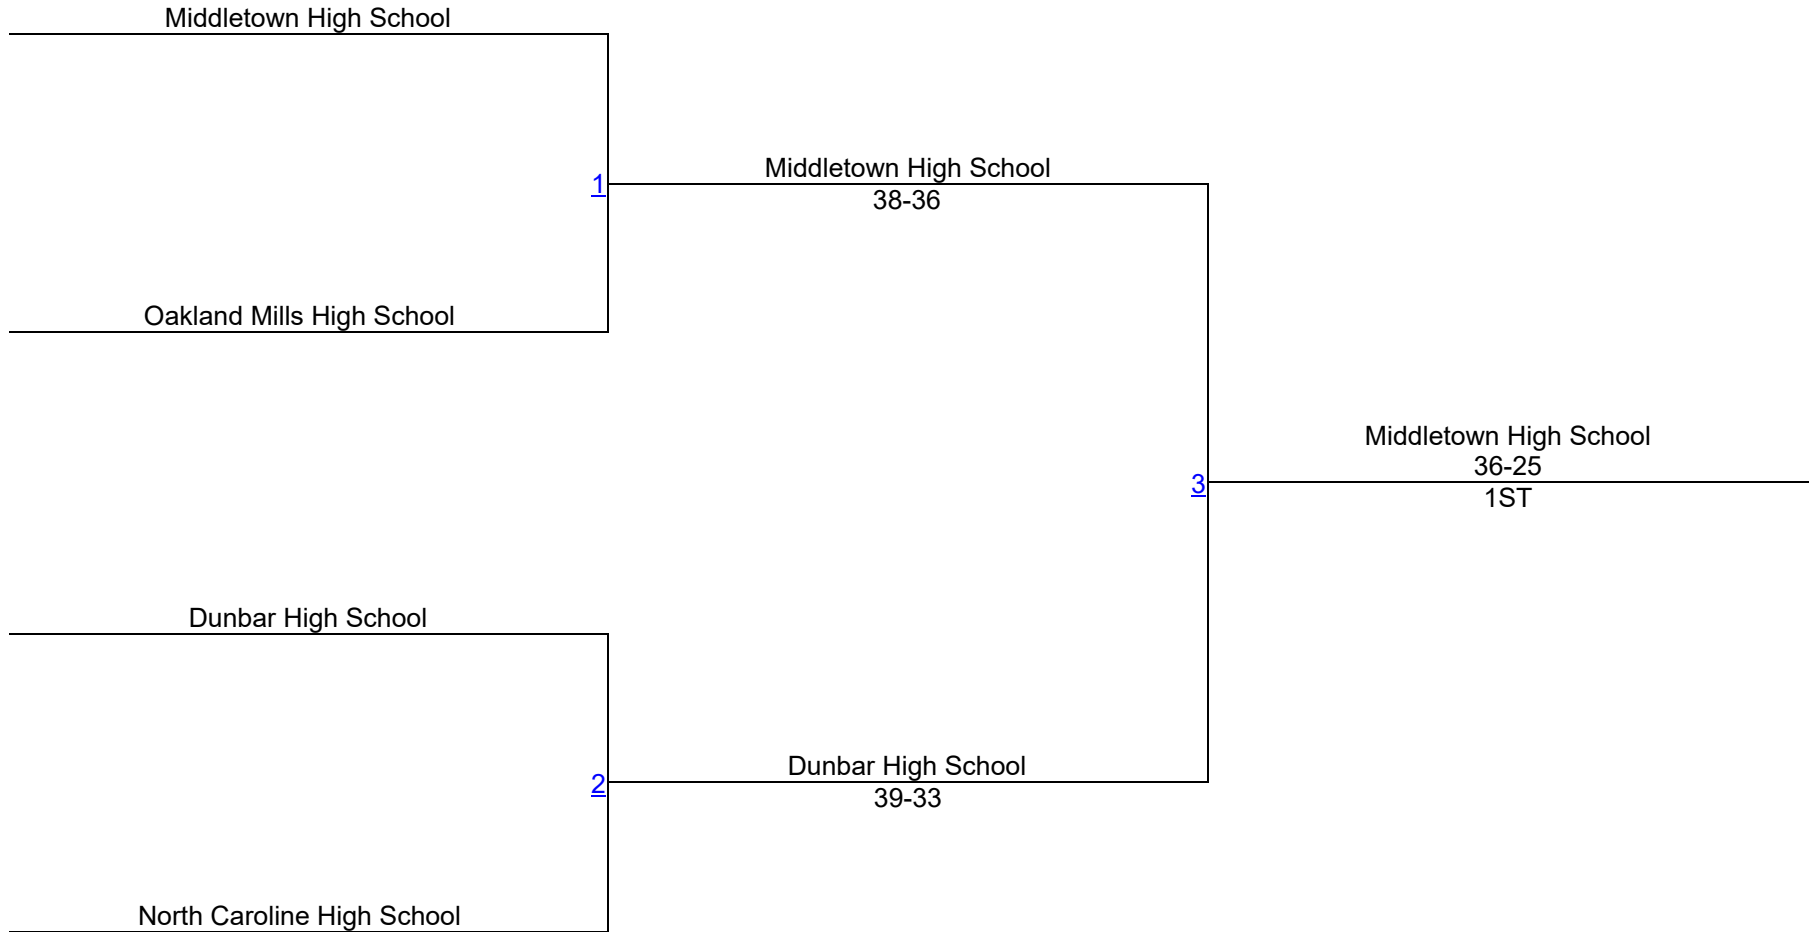 Middletown High School
1
Middletown High School
38-36
Oakland Mills High School
3
Middletown High School
36-25
1ST
Dunbar High School
2
Dunbar High School
39-33
North Caroline High School